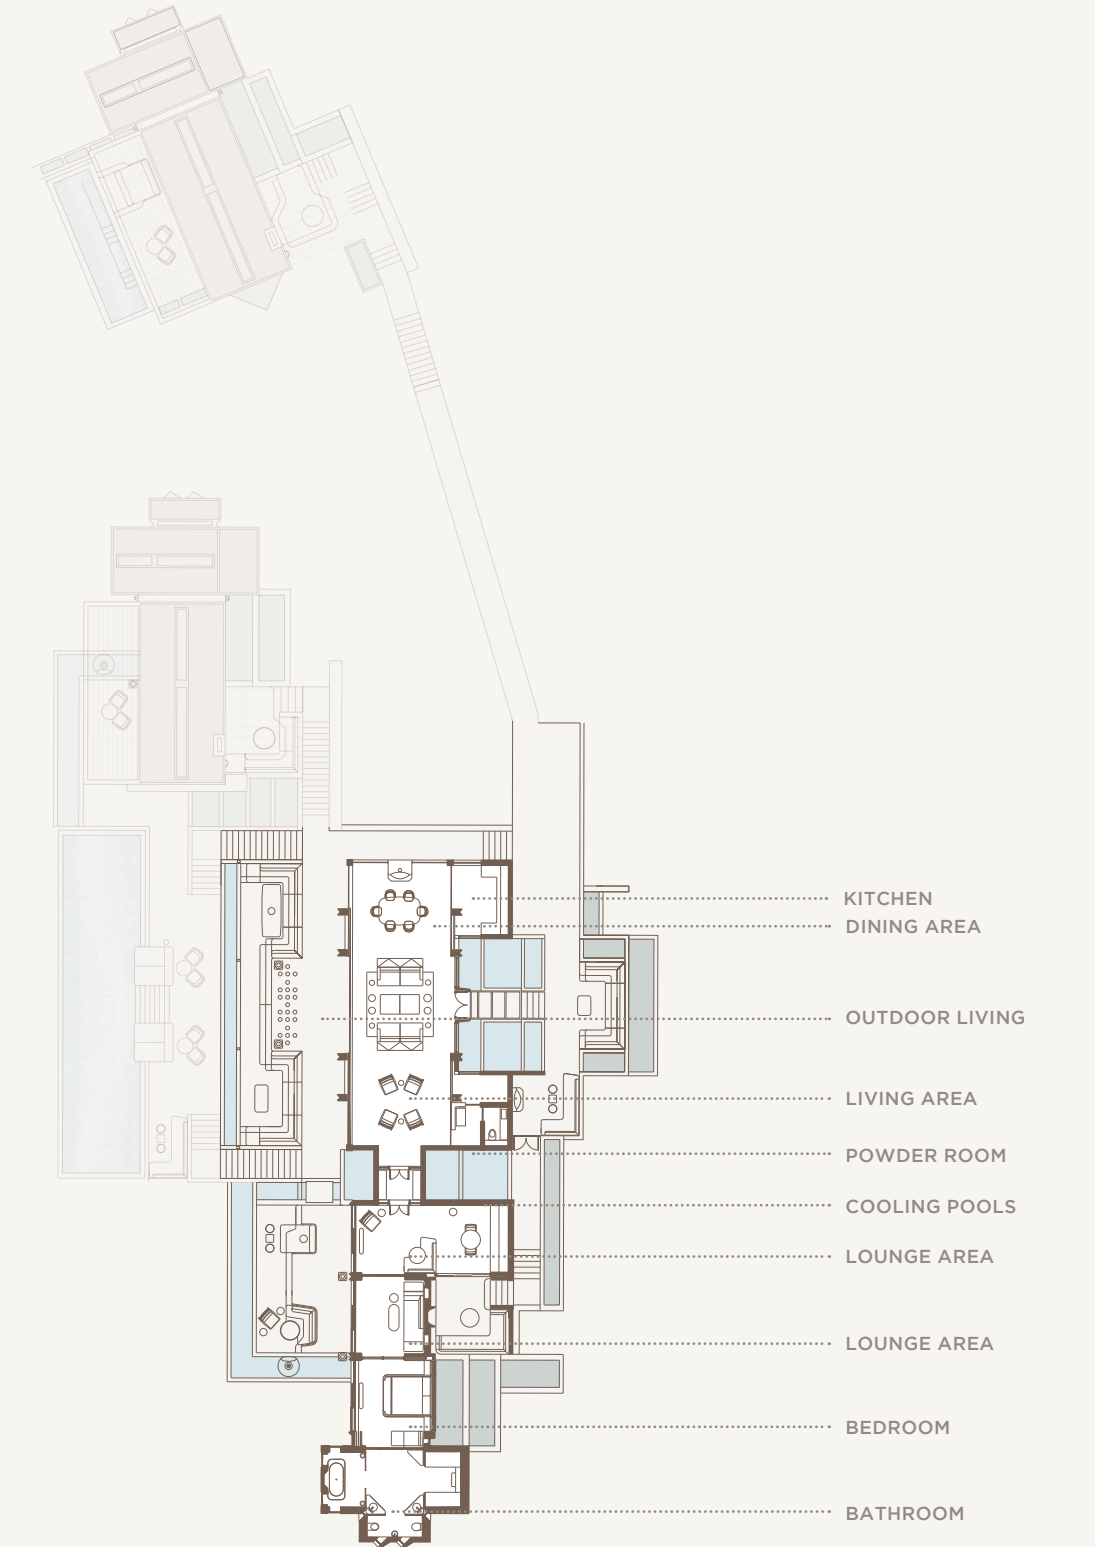 KITCHEN
DINING AREA
OUTDOOR LIVING
LIVING AREA
POWDER ROOM
COOLING POOLS
LOUNGE AREA
LOUNGE AREA
BEDROOM
BATHROOM